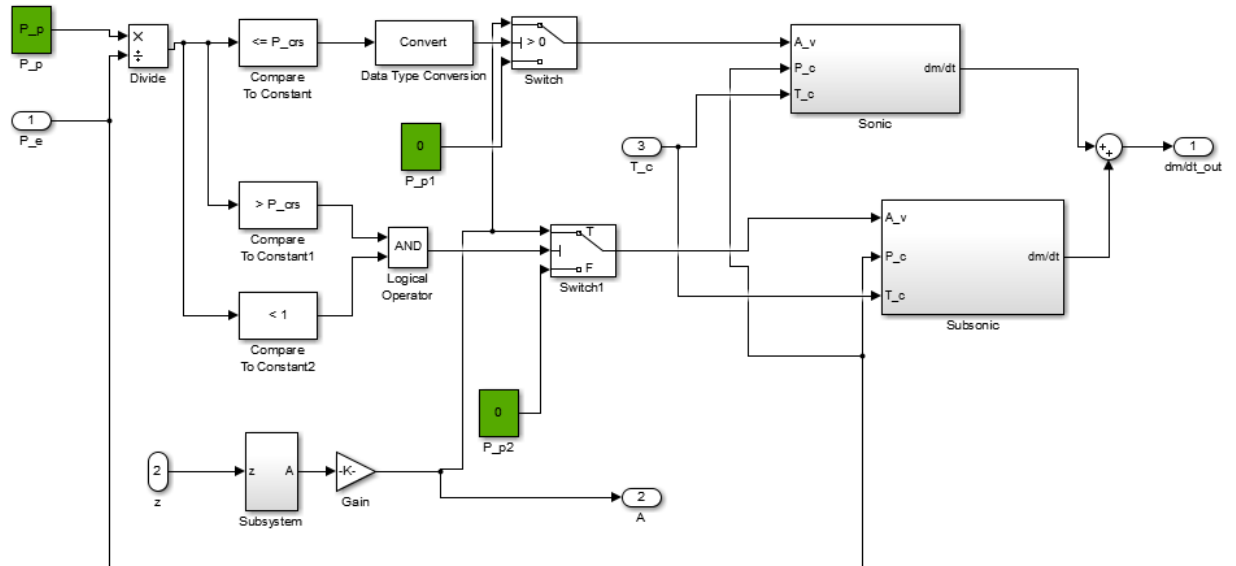 P_p
P_p
×
÷
Divide
<= P_crs
Compare
To Constant
Convert
Data Type Conversion
> 0
Switch
A_v
P_c
T_c
dm/dt
Sonic
1
P_e
0
P_p1
3
T_c
+
+
1
dm/dt_out
> P_crs
Compare
To Constant1
AND
Logical
Operator
T
F
Switch1
A_v
P_c
T_c
dm/dt
Subsonic
< 1
Compare
To Constant2
0
P_p2
2
z
z
A
Subsystem
-K-
Gain
2
A